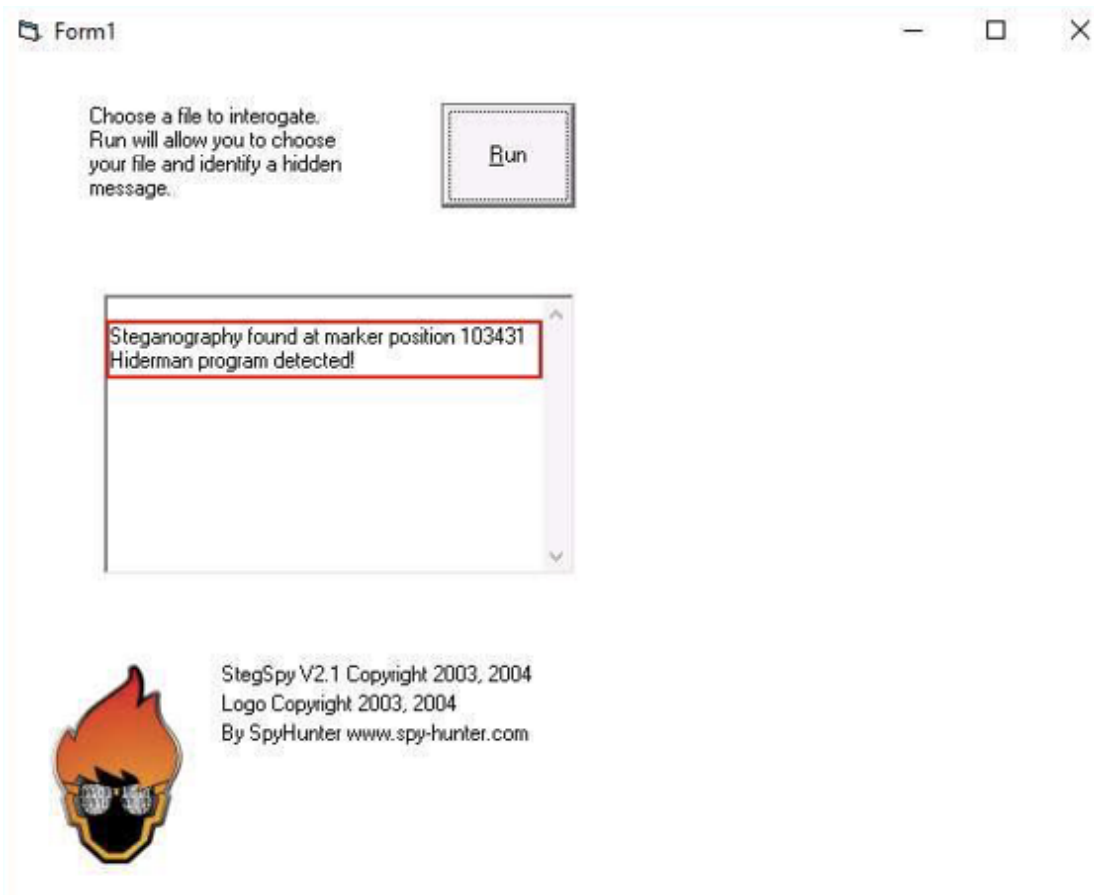 Form1
Choose a file to interogate.
Run will allow you to choose
your file and identify a hidden
message.
Run
Steganography found at marker position 103431
Hiderman program detected!
StegSpy V2.1 Copyright 2003, 2004
Logo Copyright 2003, 2004
By SpyHunter www.spy-hunter.com